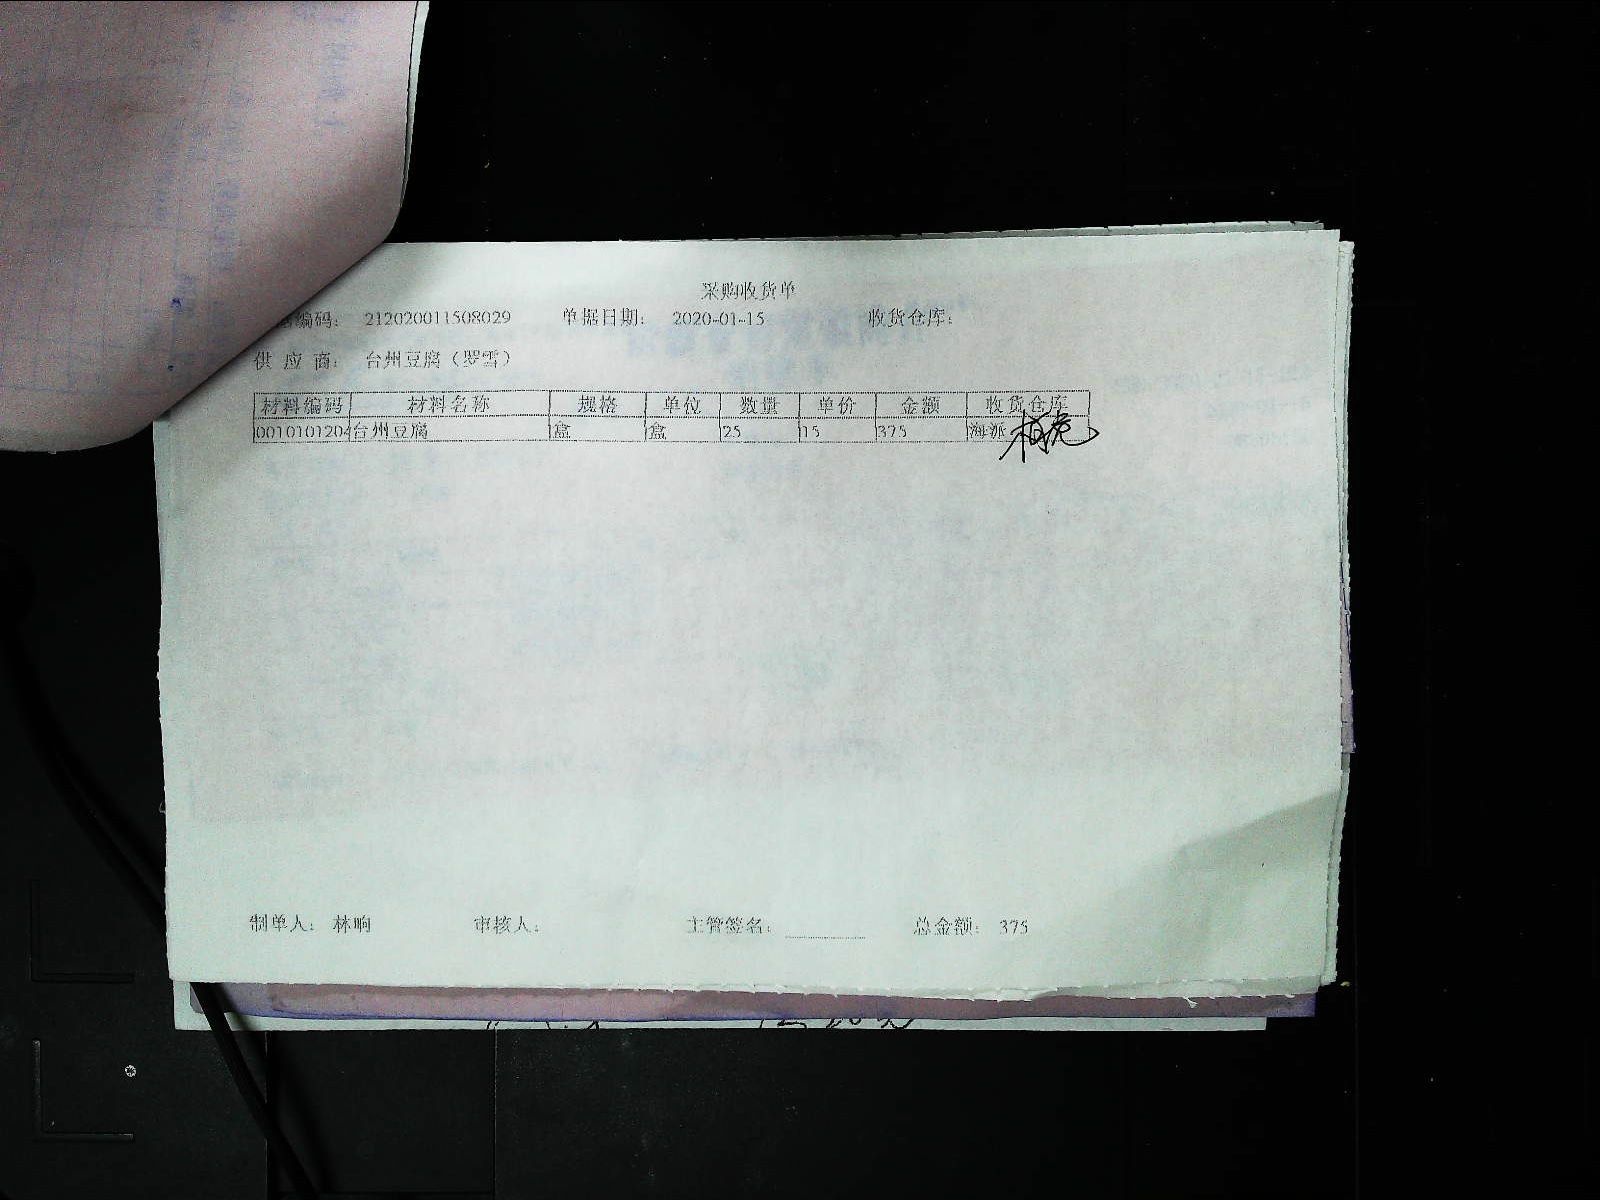 采购收货单
编码： 212020011508029 单据日期： 2020-01-15 收货仓库：
供 应 商： 台州豆腐（罗雪）
材料编码 材料名称 规格 单位 数量 单价 金额 收货仓库
0010101204 台州豆腐 盒 盒 25 15 375 海派
制单人： 林晌 审核人： 主管签名： 总金额： 375